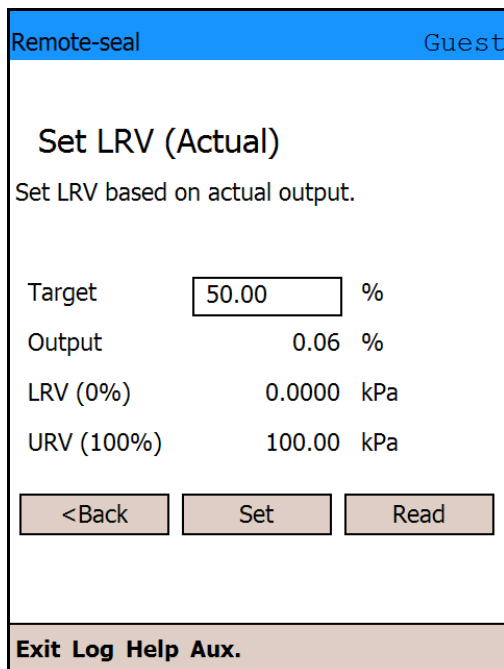 Remote-seal Guest
Set LRV (Actual)
Set LRV based on actual output.
Target 50.00 %
Output 0.06 %
LRV (0%) 0.0000 kPa
URV (100%) 100.00 kPa
<Back Set Read
Exit Log Help Aux.